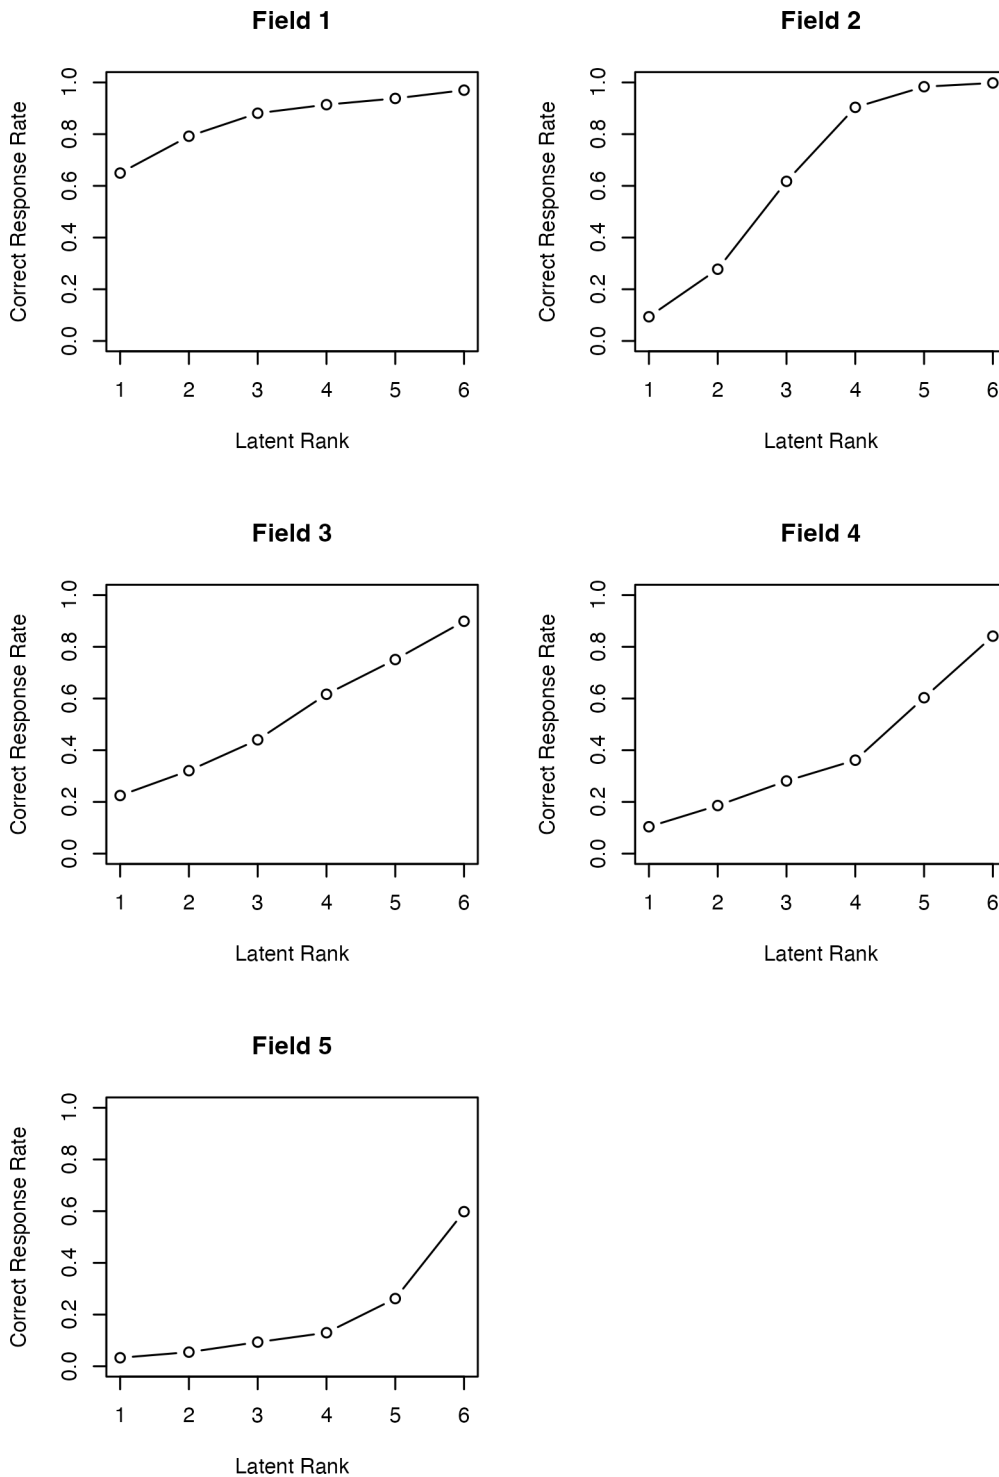 Field 1
Correct Response Rate
1.0
0.8
0.6
0.4
0.2
0.0
1 2 3 4 5 6
Latent Rank
Field 2
Correct Response Rate
1.0
0.8
0.6
0.4
0.2
0.0
1 2 3 4 5 6
Latent Rank
Field 3
Correct Response Rate
1.0
0.8
0.6
0.4
0.2
0.0
1 2 3 4 5 6
Latent Rank
Field 4
Correct Response Rate
1.0
0.8
0.6
0.4
0.2
0.0
1 2 3 4 5 6
Latent Rank
Field 5
Correct Response Rate
1.0
0.8
0.6
0.4
0.2
0.0
1 2 3 4 5 6
Latent Rank